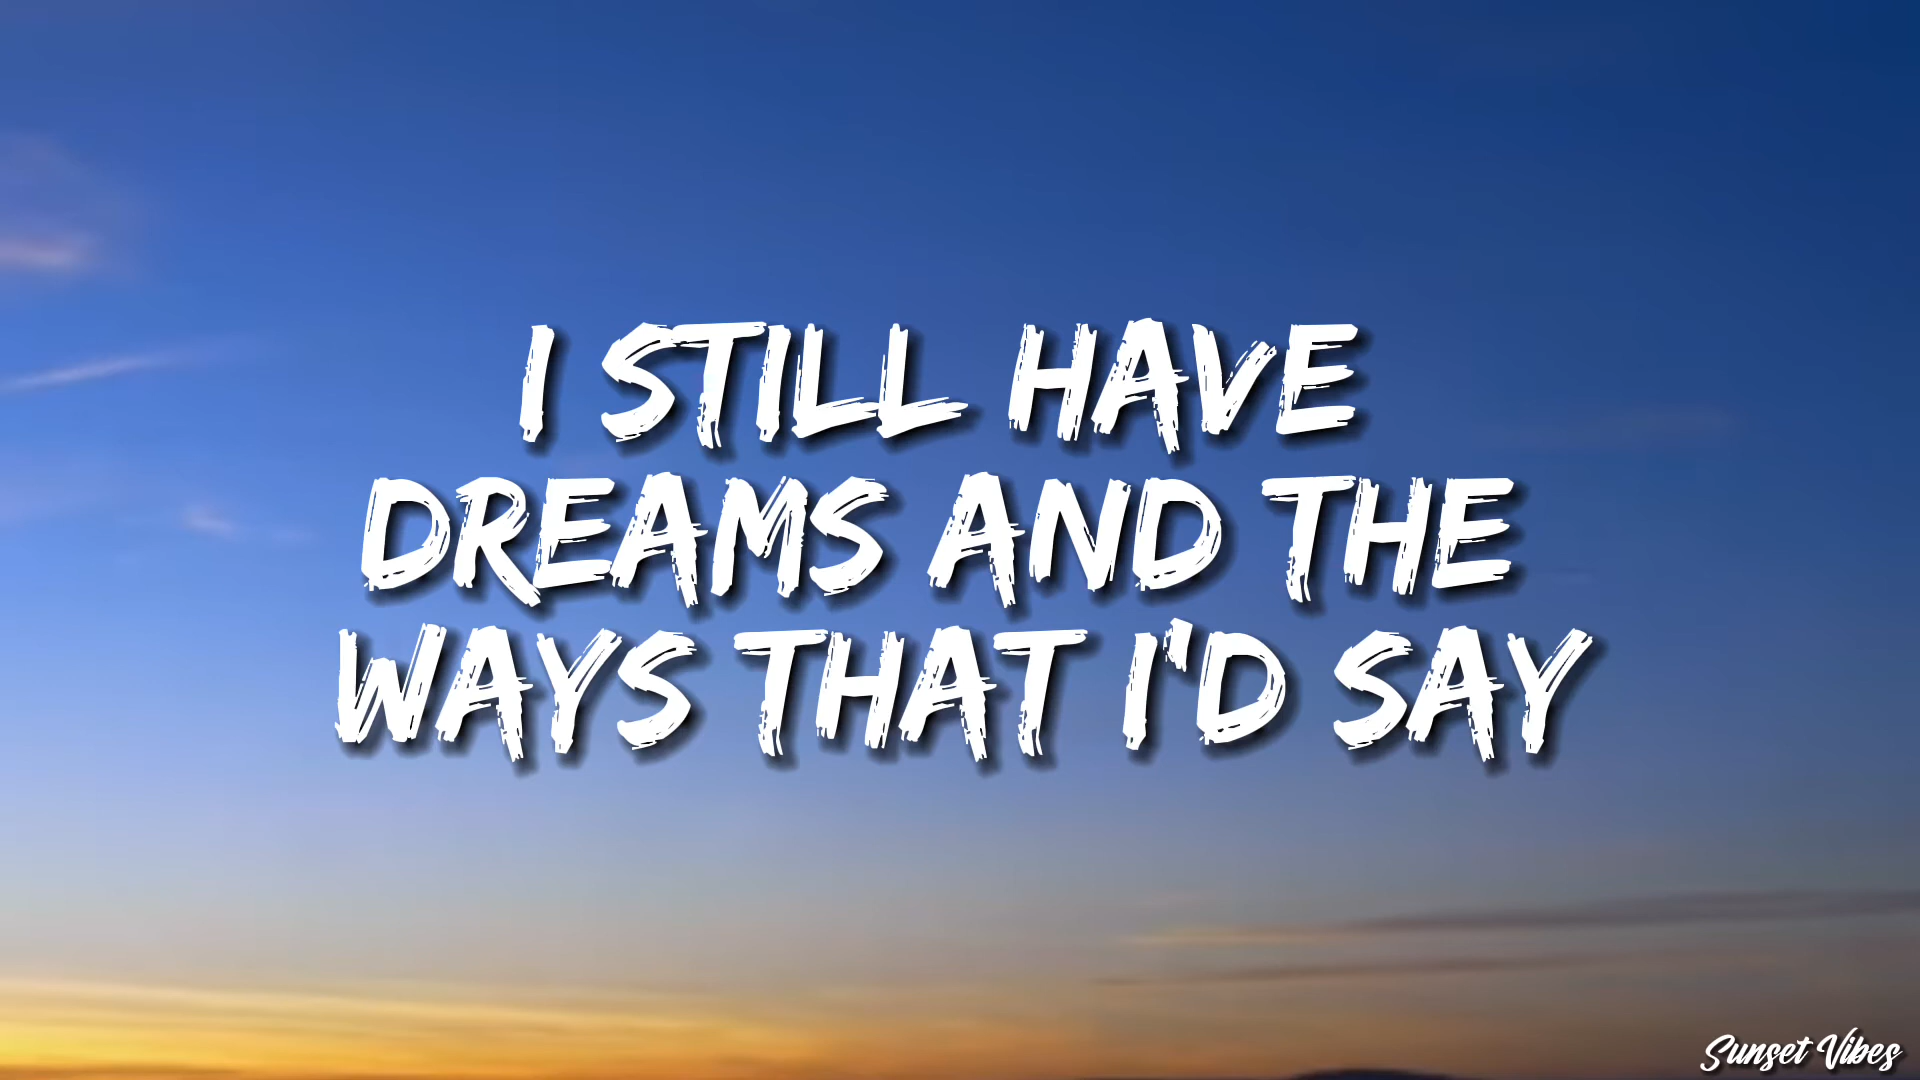 I STILL HAVE
DREAMS AND THE
WAYS THAT I'D SAY
Sunset Vibes